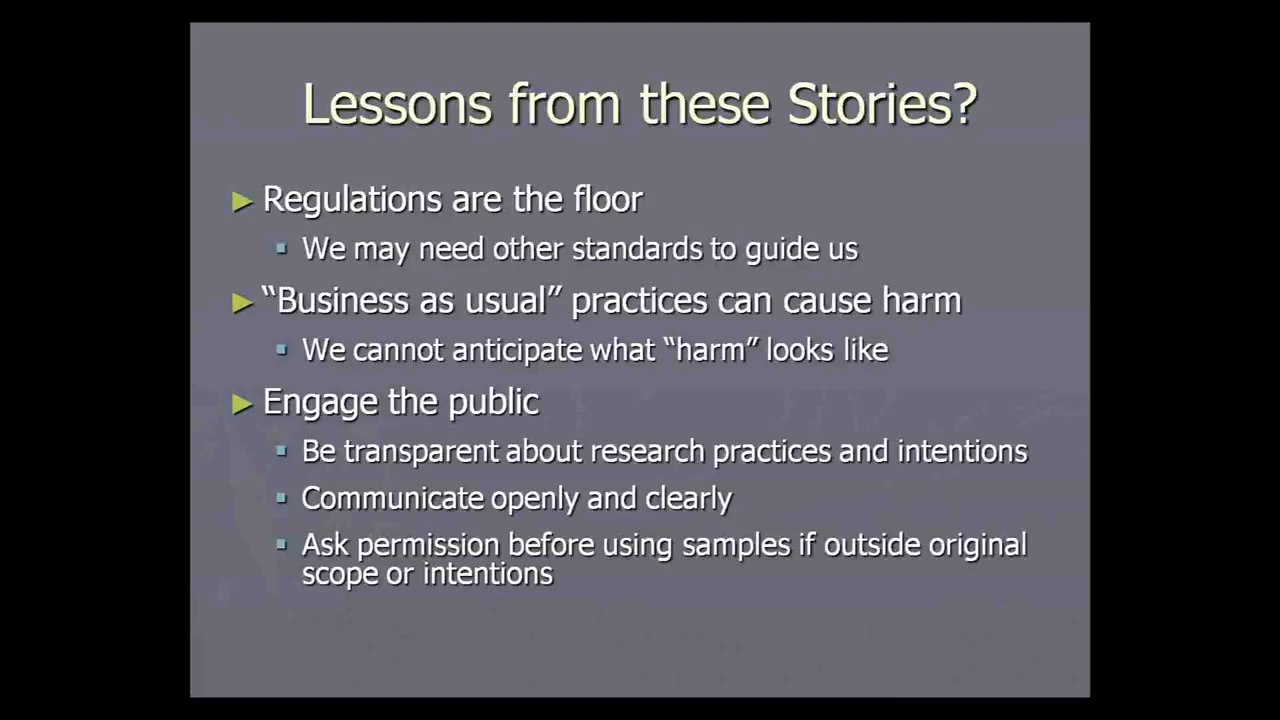 Lessons from these Stories?
Regulations are the floor
We may need other standards to guide us
“Business as usual” practices can cause harm
We cannot anticipate what “harm” looks like
Engage the public
Be transparent about research practices and intentions
Communicate openly and clearly
Ask permission before using samples if outside original
scope or intentions